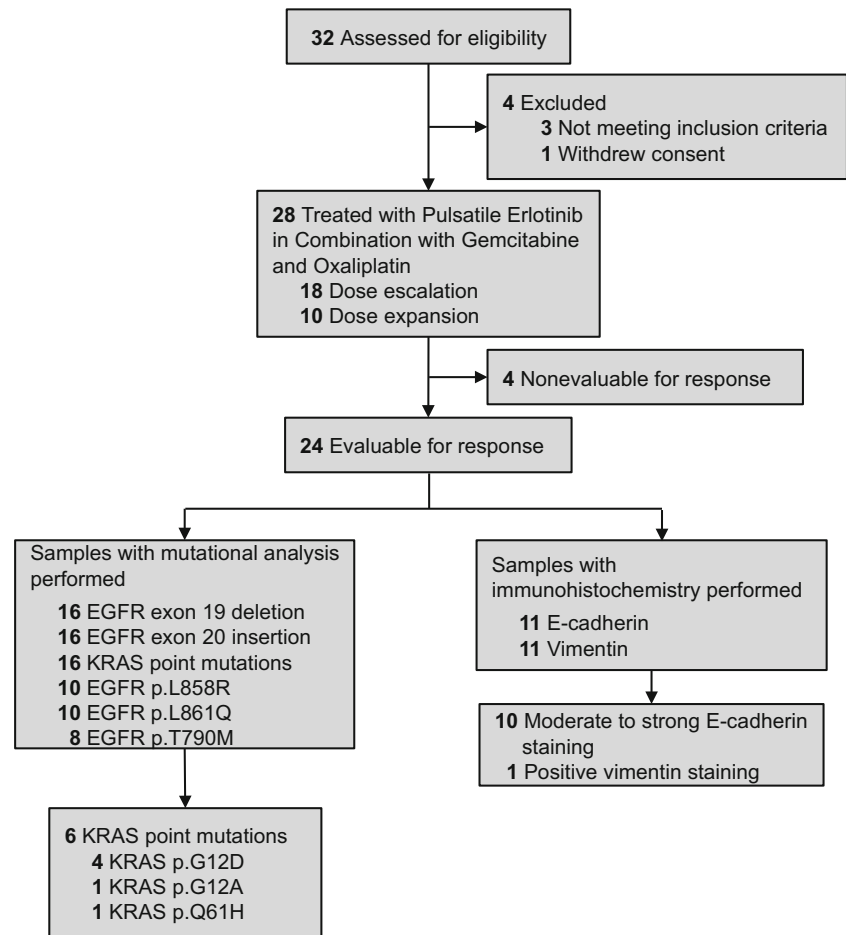 32 Assessed for eligibility
4 Excluded
3 Not meeting inclusion criteria
1 Withdrew consent
28 Treated with Pulsatile Erlotinib
in Combination with Gemcitabine
and Oxaliplatin
18 Dose escalation
10 Dose expansion
4 Nonevaluable for response
24 Evaluable for response
Samples with mutational analysis
performed
16 EGFR exon 19 deletion
16 EGFR exon 20 insertion
16 KRAS point mutations
10 EGFR p.L858R
10 EGFR p.L861Q
8 EGFR p.T790M
Samples with
immunohistochemistry performed
11 E-cadherin
11 Vimentin
10 Moderate to strong E-cadherin
staining
1 Positive vimentin staining
6 KRAS point mutations
4 KRAS p.G12D
1 KRAS p.G12A
1 KRAS p.Q61H